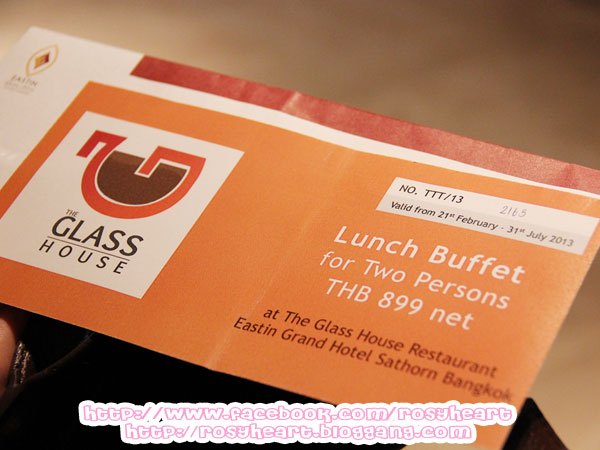 EASTIN
THE
GLASS
HOUSE
NO. TTT/13 2163
Valid from 21st February - 31st July 2013
Lunch Buffet
for Two Persons
THB 899 net
at The Glass House Restaurant
Eastin Grand Hotel Sathorn Bangkok
http://www.facebook.com/rosyheart
http://rosyheart.bloggang.com